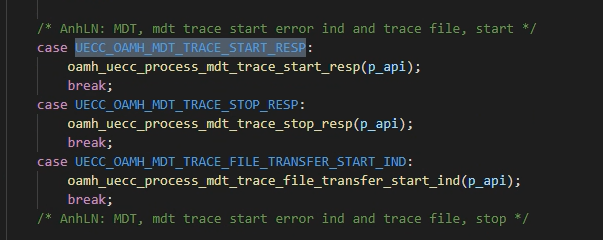 /* AnhLN: MDT, mdt trace start error ind and trace file, start */
case UECC_OAMH_MDT_TRACE_START_RESP:
oamh_uecc_process_mdt_trace_start_resp(p_api);
break;
case UECC_OAMH_MDT_TRACE_STOP_RESP:
oamh_uecc_process_mdt_trace_stop_resp(p_api);
break;
case UECC_OAMH_MDT_TRACE_FILE_TRANSFER_START_IND:
oamh_uecc_process_mdt_trace_file_transfer_start_ind(p_api);
break;
/* AnhLN: MDT, mdt trace start error ind and trace file, stop */